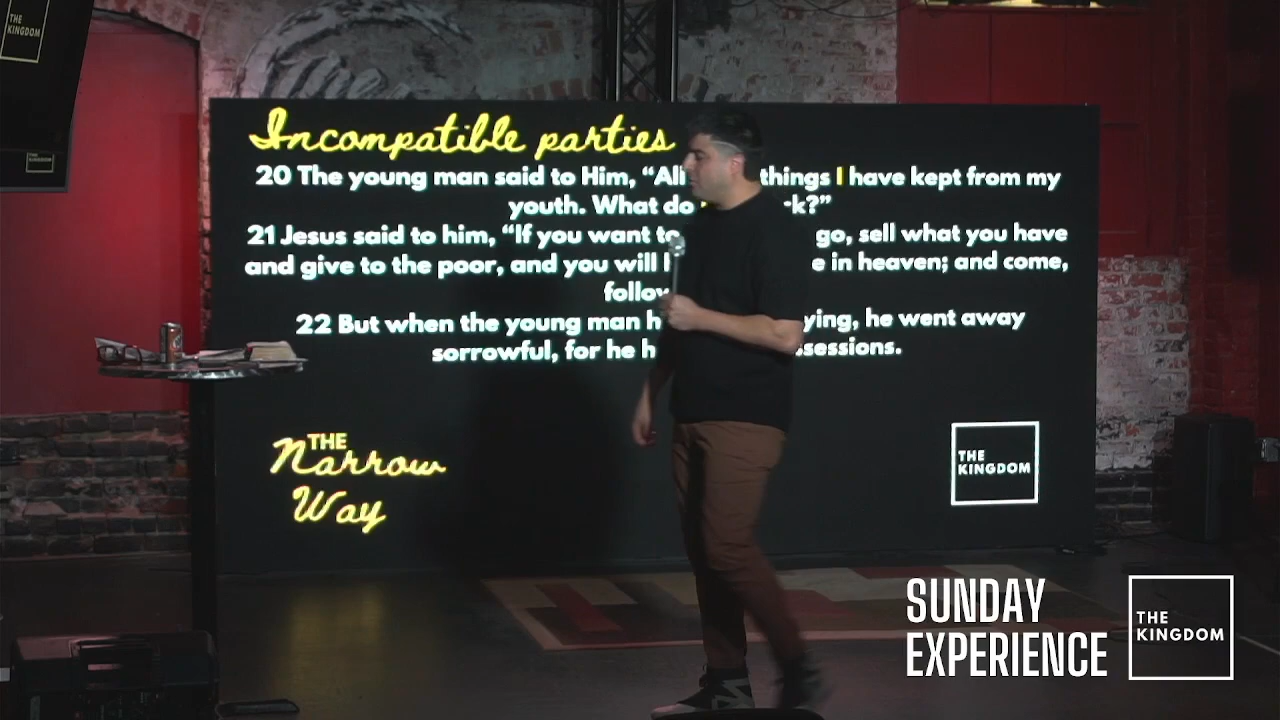 THE
KINGDOM
Incompatible parties
20 The young man said to Him, “All things I have kept from my
youth. What do k?”
21 Jesus said to him, “If you want to go, sell what you have
and give to the poor, and you will e in heaven; and come,
follow
22 But when the young man h ying, he went away
sorrowful, for he h ssessions.
THE
Narrow
Way
THE
KINGDOM
SUNDAY
EXPERIENCE
THE
KINGDOM